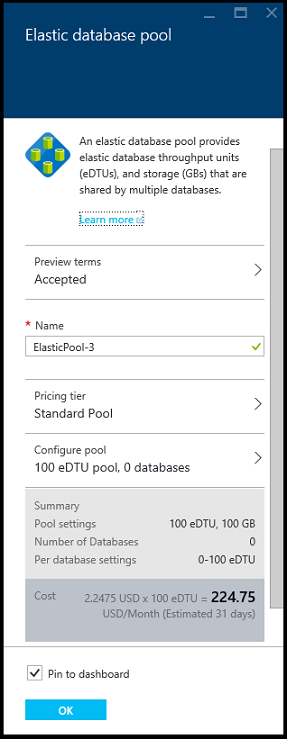 Elastic database pool
An elastic database pool provides
elastic database throughput units
(eDTUs), and storage (GBs) that are
shared by multiple databases.
Learn more
Preview terms
Accepted
* Name
ElasticPool-3
Pricing tier
Standard Pool
Configure pool
100 eDTU pool, 0 databases
Summary
Pool settings 100 eDTU, 100 GB
Number of Databases 0
Per database settings 0-100 eDTU
Cost 2.2475 USD x 100 eDTU = 224.75
USD/Month (Estimated 31 days)
Pin to dashboard
OK